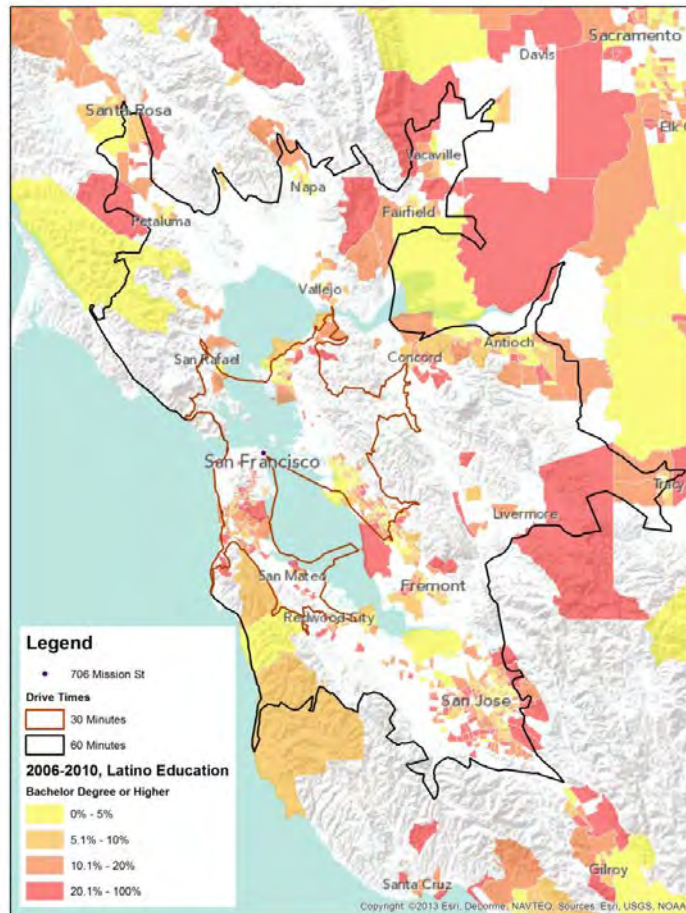 Sacramento
Davis
Elk
Santa Rosa
Vacaville
Napa
Fairfield
Petaluma
Vallejo
San Rafael
Concord
Antioch
San Francisco
Tracy
Livermore
San Mateo
Fremont
Redwood City
San Jose
Gilroy
Santa Cruz
Legend
706 Mission St
Drive Times
30 Minutes
60 Minutes
2006-2010, Latino Education
Bachelor Degree or Higher
0% - 5%
5.1% - 10%
10.1% - 20%
20.1% - 100%
Copyright: ©2013 Esri, DeLorme, NAVTEQ, Sources: Esri, USGS, NOAA